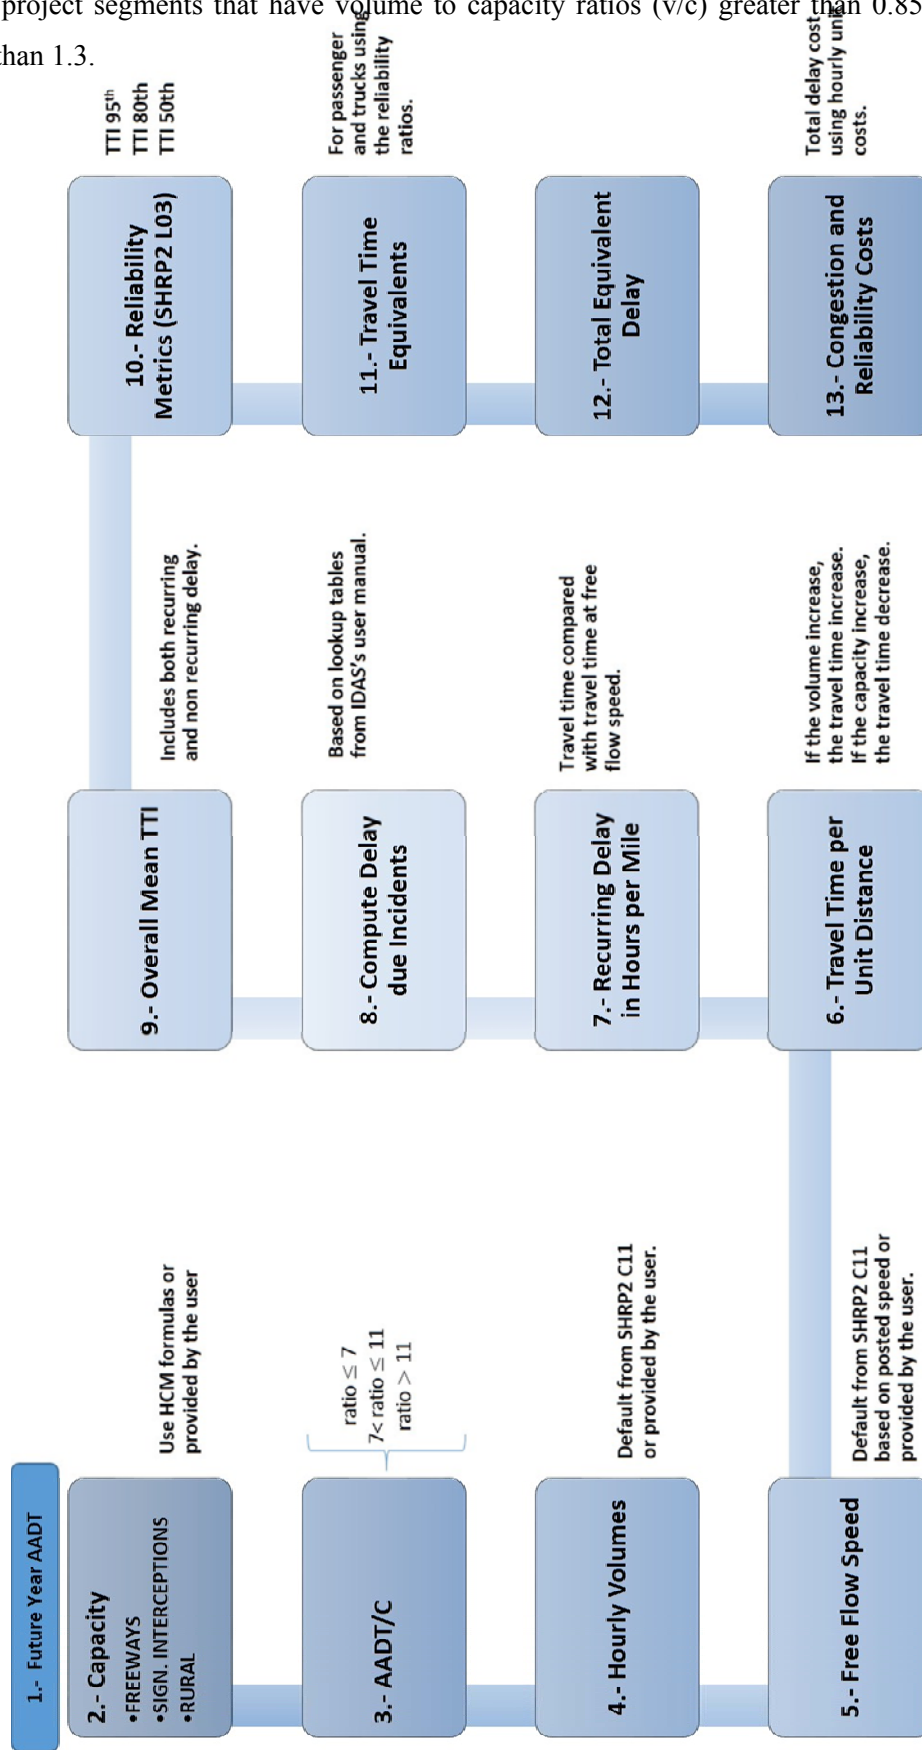 project segments that have volume to capacity ratios (v/c) greater than 0.85
than 1.3.
1.- Future Year AADT
2.- Capacity
•FREEWAYS
•SIGN. INTERCEPTIONS
•RURAL
Use HCM formulas or
provided by the user
3.- AADT/C
ratio ≤ 7
7< ratio ≤ 11
ratio > 11
4.- Hourly Volumes
Default from SHRP2 C11
or provided by the user.
5.- Free Flow Speed
Default from SHRP2 C11
based on posted speed or
provided by the user.
6.- Travel Time per
Unit Distance
If the volume increase,
the travel time increase.
If the capacity increase,
the travel time decrease.
7.- Recurring Delay
in Hours per Mile
Travel time compared
with travel time at free
flow speed.
8.- Compute Delay
due Incidents
Based on lookup tables
from IDAS's user manual.
9.- Overall Mean TTI
Includes both recurring
and non recurring delay.
10.- Reliability
Metrics (SHRP2 L03)
TTI 95th
TTI 80th
TTI 50th
11.- Travel Time
Equivalents
For passenger
and trucks using
the reliability
ratios.
12.- Total Equivalent
Delay
13.- Congestion and
Reliability Costs
Total delay cost
using hourly unit
costs.